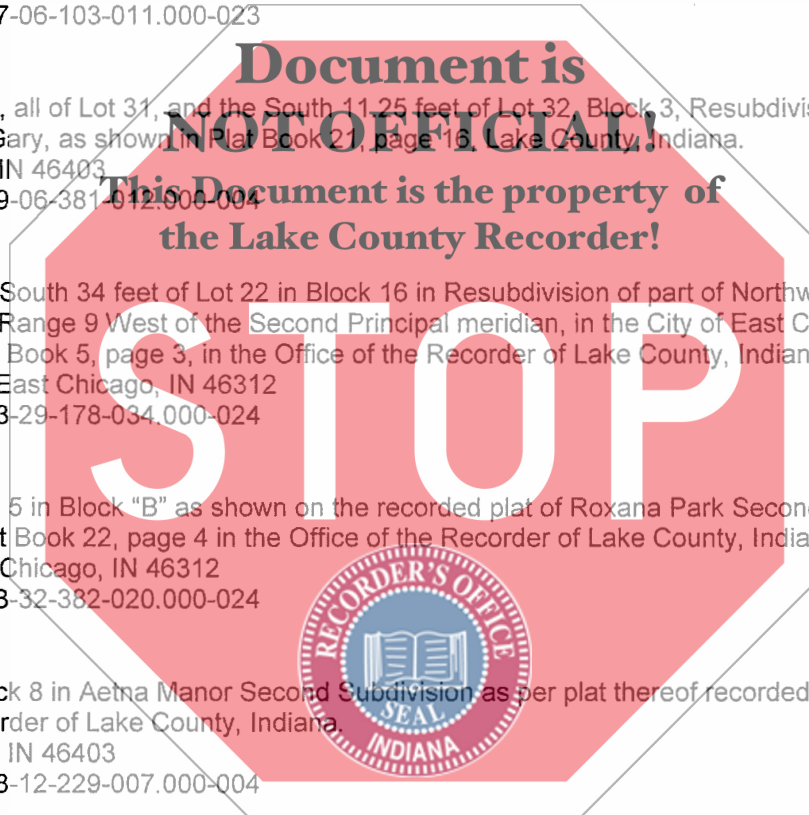 7-06-103-011.000-023
Document is
, all of Lot 31, and the South 11.25 feet of Lot 32, Block 3, Resubdivis
NOT OFFICIAL!
Gary, as shown in Plat Book 21, page 16, Lake County, Indiana.
IN 46403
This Document is the property of
9-06-381-012.000-004
the Lake County Recorder!
South 34 feet of Lot 22 in Block 16 in Resubdivision of part of Northw
Range 9 West of the Second Principal meridian, in the City of East C
Book 5, page 3, in the Office of the Recorder of Lake County, Indian
East Chicago, IN 46312
3-29-178-034.000-024
STOP
5 in Block “B” as shown on the recorded plat of Roxana Park Secon
t Book 22, page 4 in the Office of the Recorder of Lake County, India
Chicago, IN 46312
3-32-382-020.000-024
RECORDER'S OFFICE
SEAL
INDIANA
ck 8 in Aetna Manor Second Subdivision as per plat thereof recorded
rder of Lake County, Indiana.
IN 46403
8-12-229-007.000-004